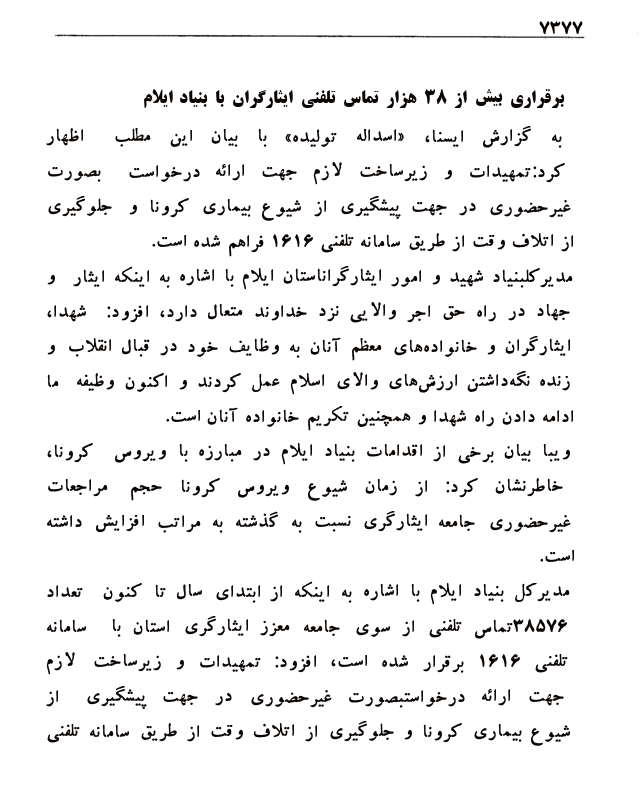 ۷۳۷۷
برقراری بیش از ۳۸ هزار تماس تلفنی ایثارگران با بنیاد ایلام
به گزارش ایسنا، «اسداله تولیده» با بیان این مطلب اظهار
کرد:تمهیدات و زیرساخت لازم جهت ارائه درخواست بصورت
غیرحضوری در جهت پیشگیری از شیوع بیماری کرونا و جلوگیری
از اتلاف وقت از طریق سامانه تلفنی ۱۶۱۶ فراهم شده است.
مدیرکلبنیاد شهید و امور ایثارگراناستان ایلام با اشاره به اینکه ایثار و
جهاد در راه حق اجر والایی نزد خداوند متعال دارد، افزود: شهدا،
ایثارگران و خانواده‌های معظم آنان به وظایف خود در قبال انقلاب و
زنده نگه‌داشتن ارزش‌های والای اسلام عمل کردند و اکنون وظیفه ما
ادامه دادن راه شهدا و همچنین تکریم خانواده آنان است.
ویبا بیان برخی از اقدامات بنیاد ایلام در مبارزه با ویروس کرونا،
خاطرنشان کرد: از زمان شیوع ویروس کرونا حجم مراجعات
غیرحضوری جامعه ایثارگری نسبت به گذشته به مراتب افزایش داشته
است.
مدیرکل بنیاد ایلام با اشاره به اینکه از ابتدای سال تا کنون تعداد
۳۸۵۷۶تماس تلفنی از سوی جامعه معزز ایثارگری استان با سامانه
تلفنی ۱۶۱۶ برقرار شده است، افزود: تمهیدات و زیرساخت لازم
جهت ارائه درخواستبصورت غیرحضوری در جهت پیشگیری از
شیوع بیماری کرونا و جلوگیری از اتلاف وقت از طریق سامانه تلفنی